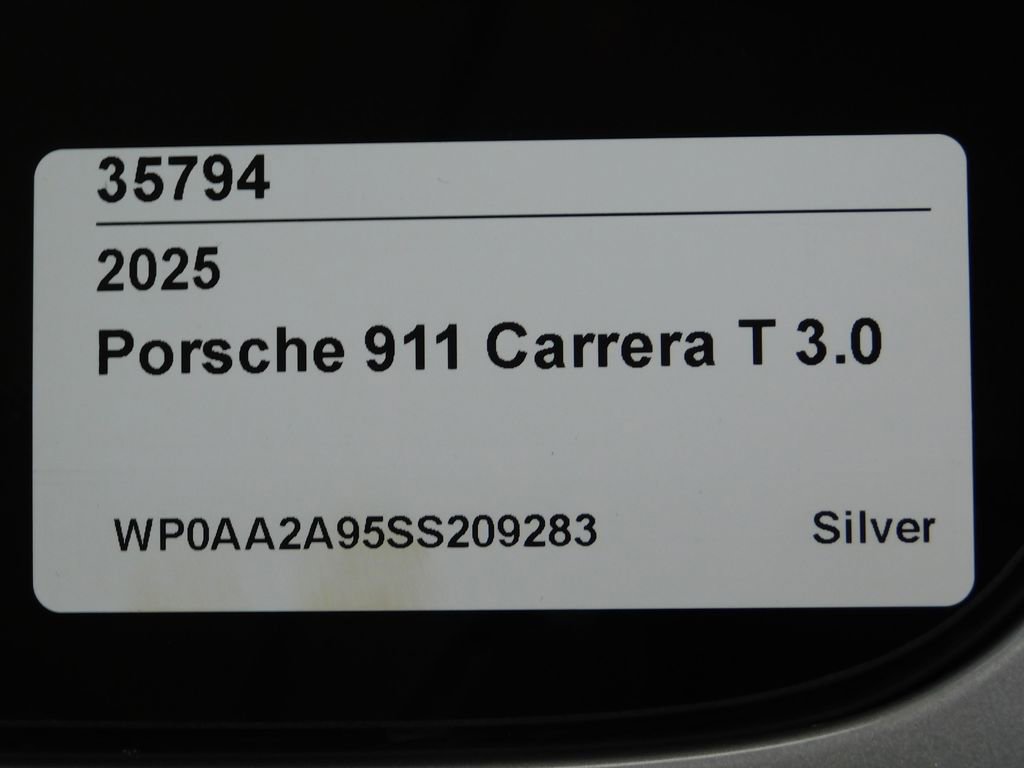 35794
2025
Porsche 911 Carrera T 3.0
WP0AA2A95SS209283 Silver